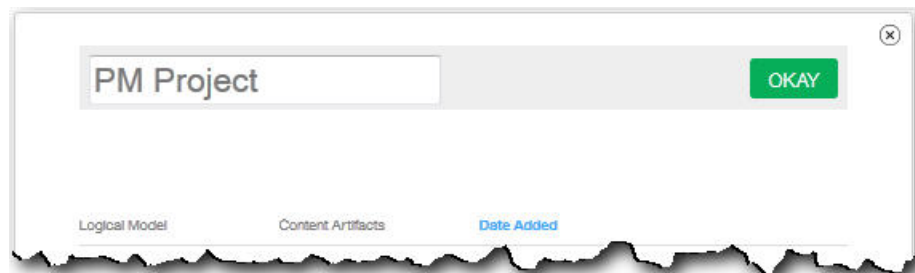 PM Project
OKAY
Logical Model
Content Artifacts
Date Added